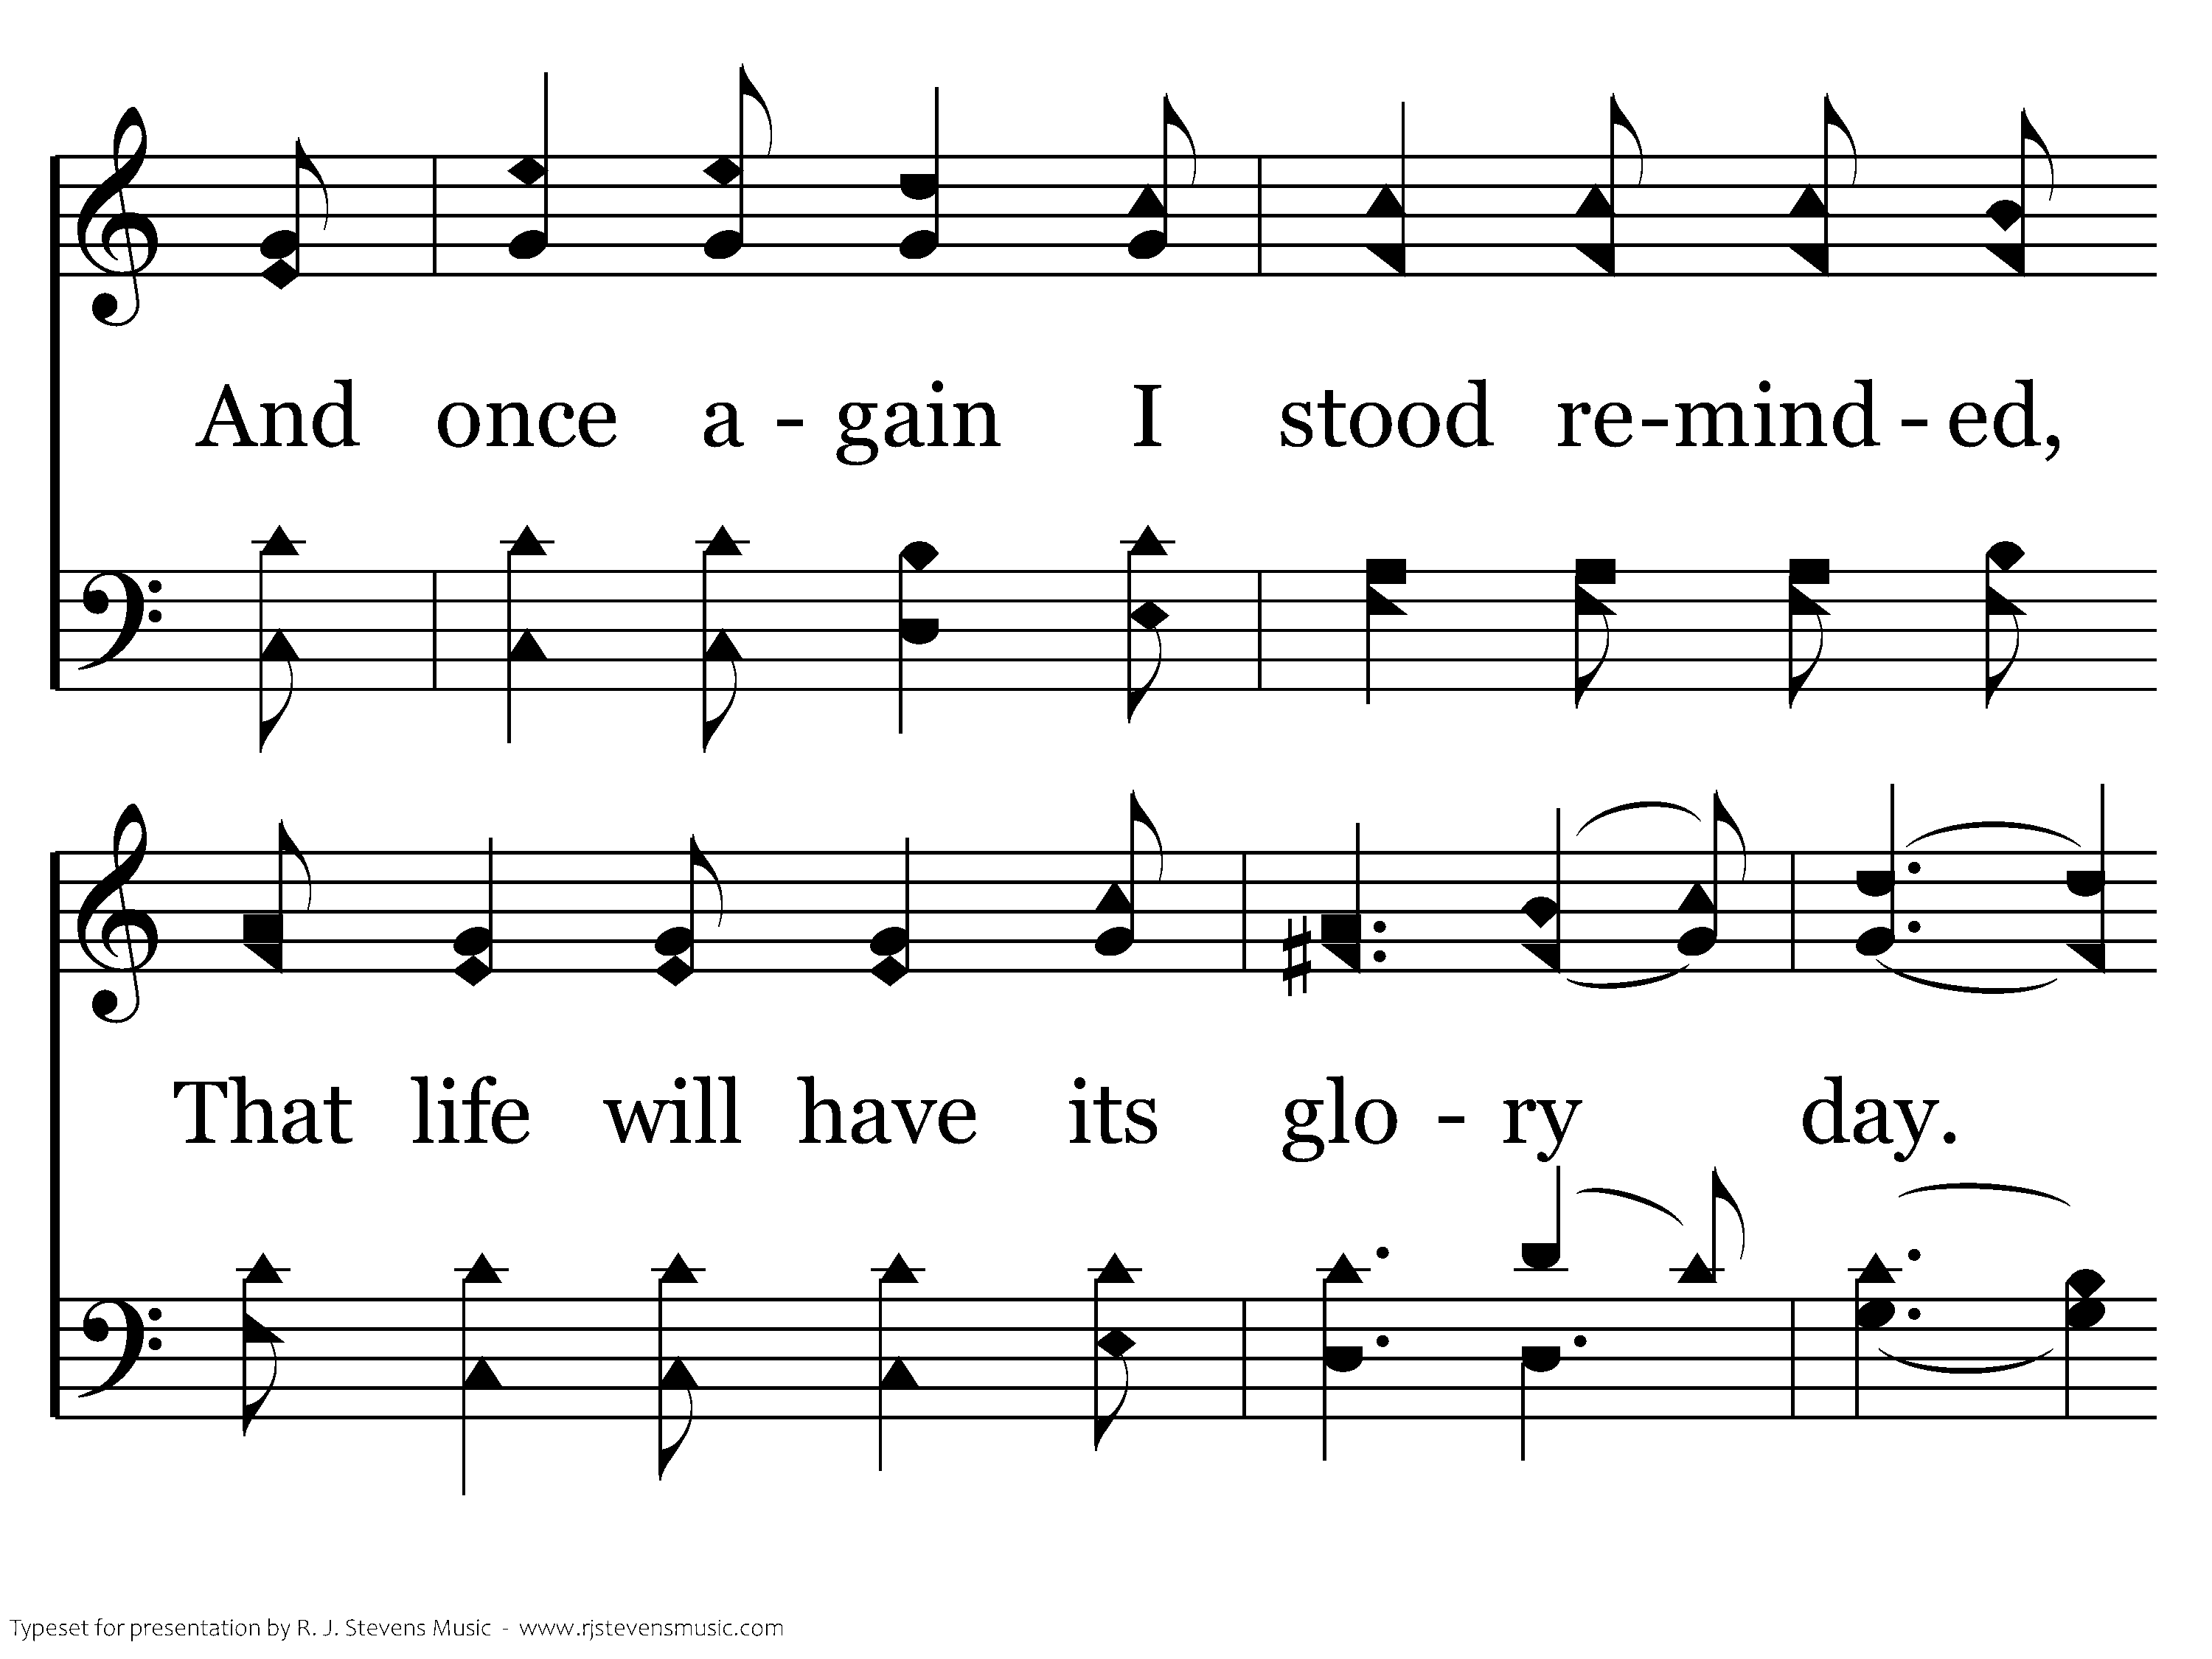 And once a - gain I stood re-mind - ed,
That life will have its glo - ry day.
Typeset for presentation by R. J. Stevens Music - www.rjstevensmusic.com